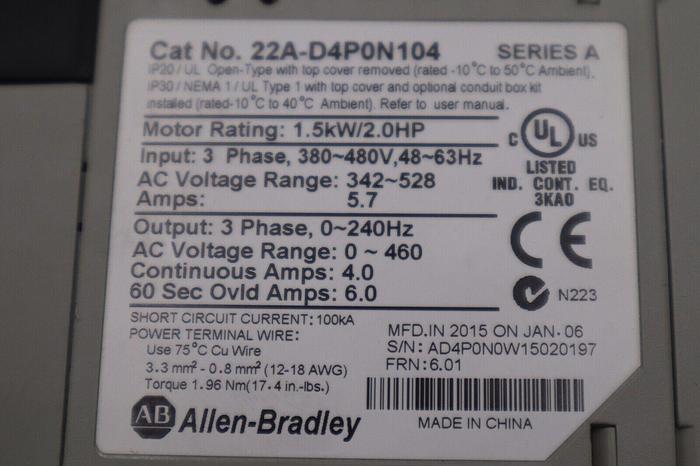 Cat No. 22A-D4P0N104 SERIES A
IP20 / UL Open-Type with top cover removed (rated -10°C to 50°C Ambient).
IP30 / NEMA 1 / UL Type 1 with top cover and optional conduit box kit
installed (rated-10°C to 40°C Ambient). Refer to user manual.
Motor Rating: 1.5kW/2.0HP
Input: 3 Phase, 380~480V,48~63Hz
AC Voltage Range: 342~528
Amps: 5.7
C UL US
LISTED
IND. CONT. EQ.
3KA0
Output: 3 Phase, 0~240Hz
AC Voltage Range: 0 ~ 460
Continuous Amps: 4.0
60 Sec Ovld Amps: 6.0
CE
N223
SHORT CIRCUIT CURRENT: 100kA
POWER TERMINAL WIRE:
Use 75°C Cu Wire
3.3 mm² - 0.8 mm² (12-18 AWG)
Torque 1.96 Nm(17.4 in.-lbs.)
MFD.IN 2015 ON JAN. 06
S/N: AD4P0N0W15020197
FRN: 6.01
AB Allen-Bradley
MADE IN CHINA